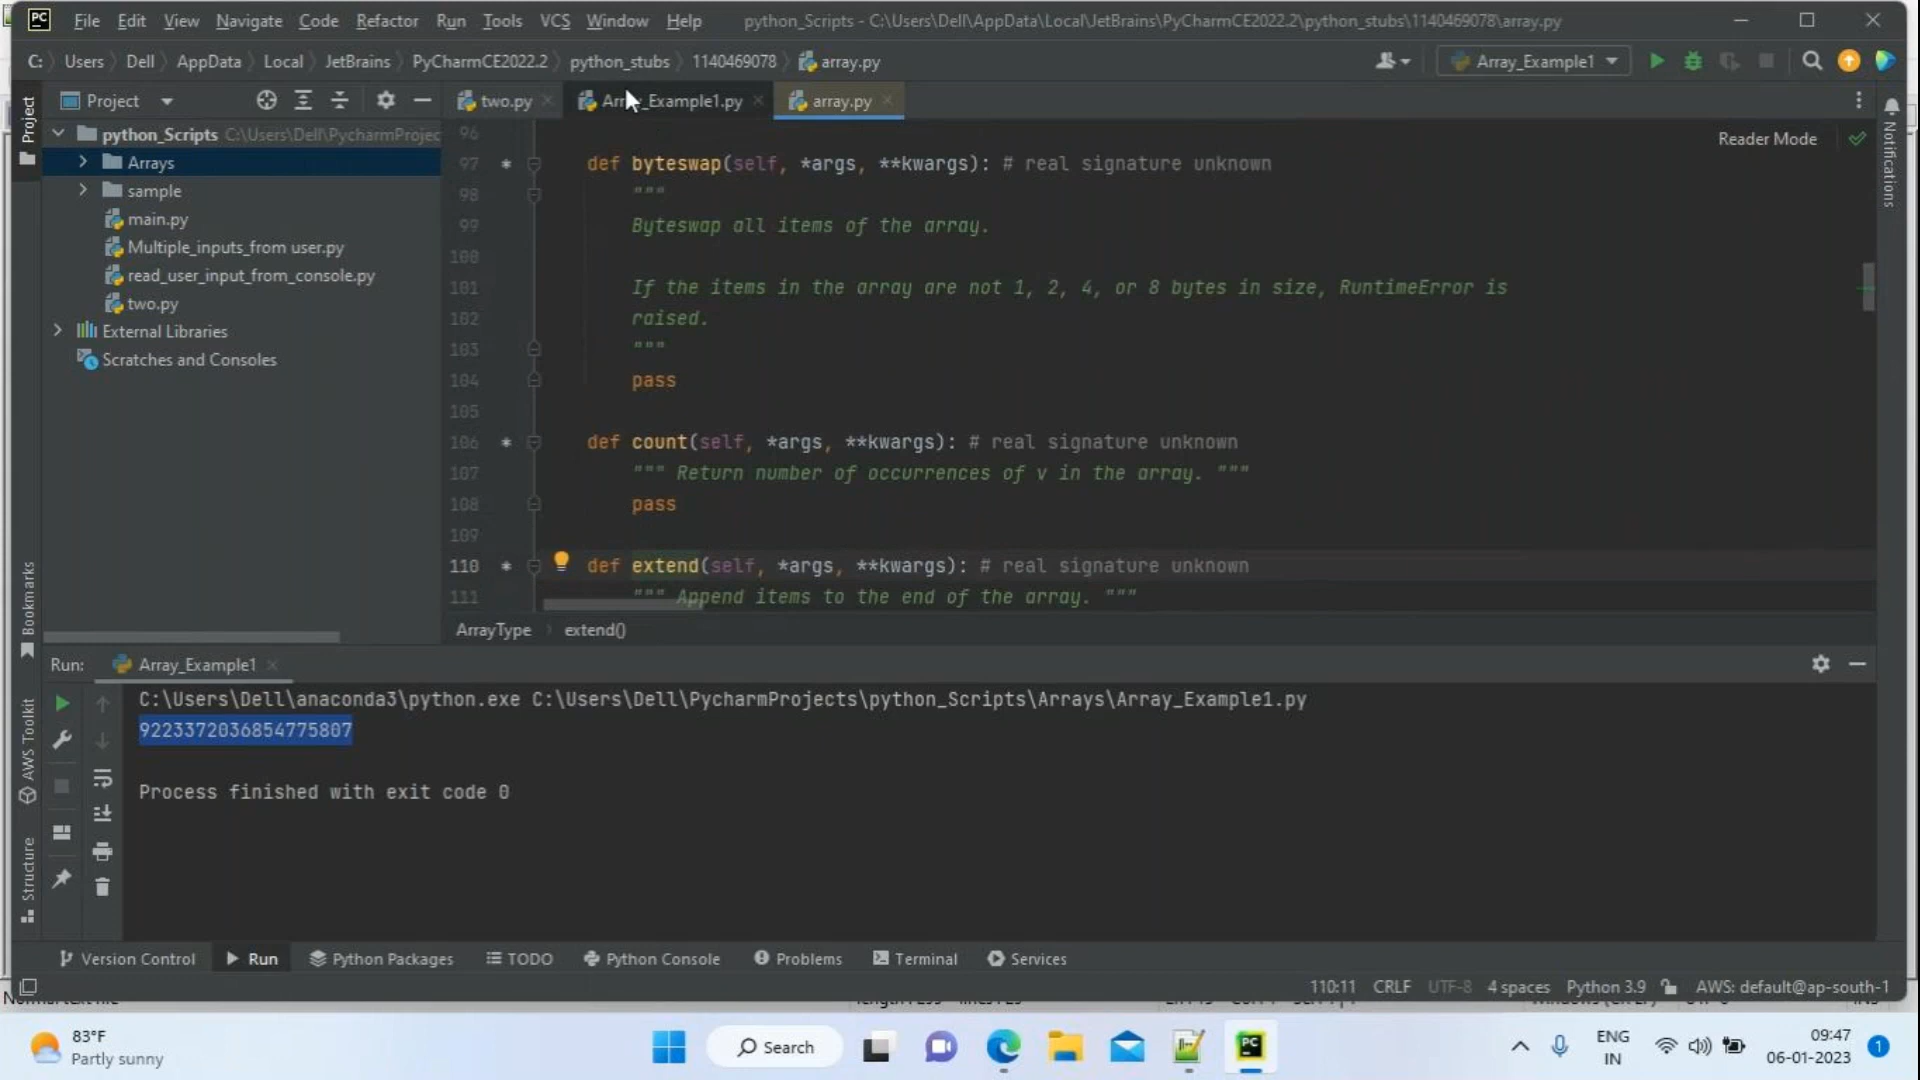 PC File Edit View Navigate Code Refactor Run Tools VCS Window Help python_Scripts - C:\Users\Dell\AppData\Local\JetBrains\PyCharmCE2022.2\python_stubs\1140469078\array.py
C: Users Dell AppData Local JetBrains PyCharmCE2022.2 python_stubs 1140469078 array.py Array_Example1
Project two.py Array_Example1.py array.py
Reader Mode
python_Scripts C:\Users\Dell\PycharmProjec
Arrays
sample
main.py
Multiple_inputs_from user.py
read_user_input_from_console.py
two.py
External Libraries
Scratches and Consoles
96
97 * def byteswap(self, *args, **kwargs): # real signature unknown
98 """
99 Byteswap all items of the array.
100
101 If the items in the array are not 1, 2, 4, or 8 bytes in size, RuntimeError is
102 raised.
103 """
104 pass
105
106 * def count(self, *args, **kwargs): # real signature unknown
107 """ Return number of occurrences of v in the array. """
108 pass
109
110 * def extend(self, *args, **kwargs): # real signature unknown
111 """ Append items to the end of the array. """
ArrayType extend()
Project
Bookmarks
AWS Toolkit
Structure
Notifications
Run: Array_Example1
C:\Users\Dell\anaconda3\python.exe C:\Users\Dell\PycharmProjects\python_Scripts\Arrays\Array_Example1.py
9223372036854775807
Process finished with exit code 0
Version Control Run Python Packages TODO Python Console Problems Terminal Services
110:11 CRLF UTF-8 4 spaces Python 3.9 AWS: default@ap-south-1
83°F
Partly sunny
Search
PC
ENG
IN
09:47
06-01-2023
1